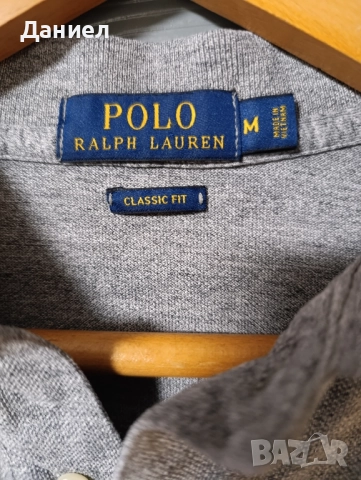 Даниел
POLO
RALPH LAUREN
M
MADE IN
VIETNAM
CLASSIC FIT
BAZAR